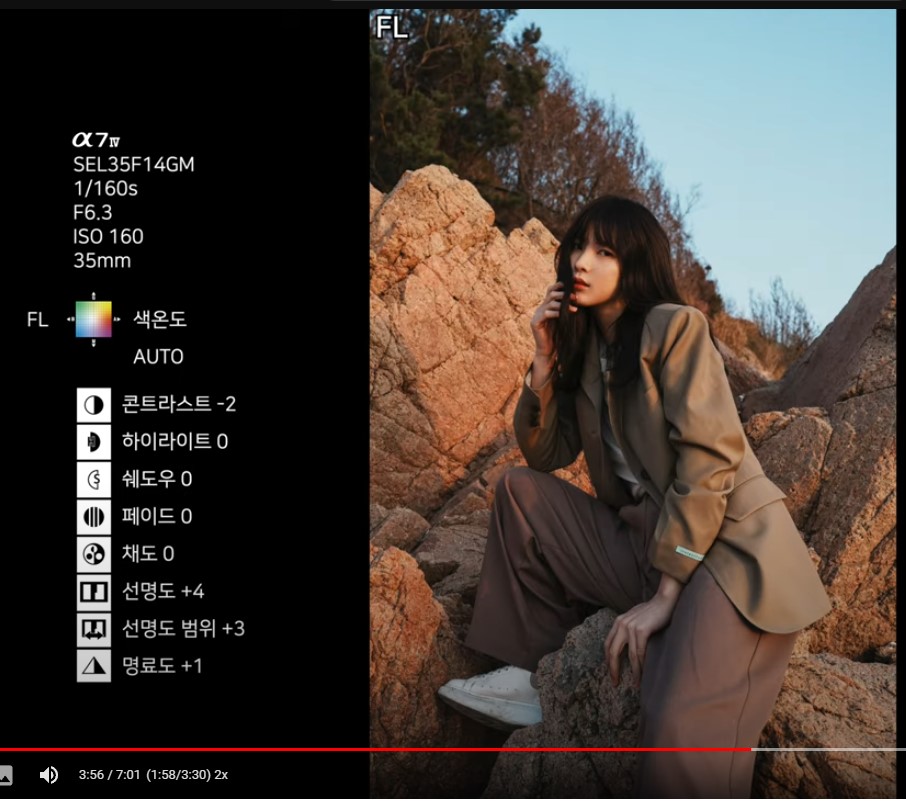 FL
α7IV
SEL35F14GM
1/160s
F6.3
ISO 160
35mm
FL 색온도
AUTO
콘트라스트 -2
하이라이트 0
쉐도우 0
페이드 0
채도 0
선명도 +4
선명도 범위 +3
명료도 +1
3:56 / 7:01 (1:58/3:30) 2x